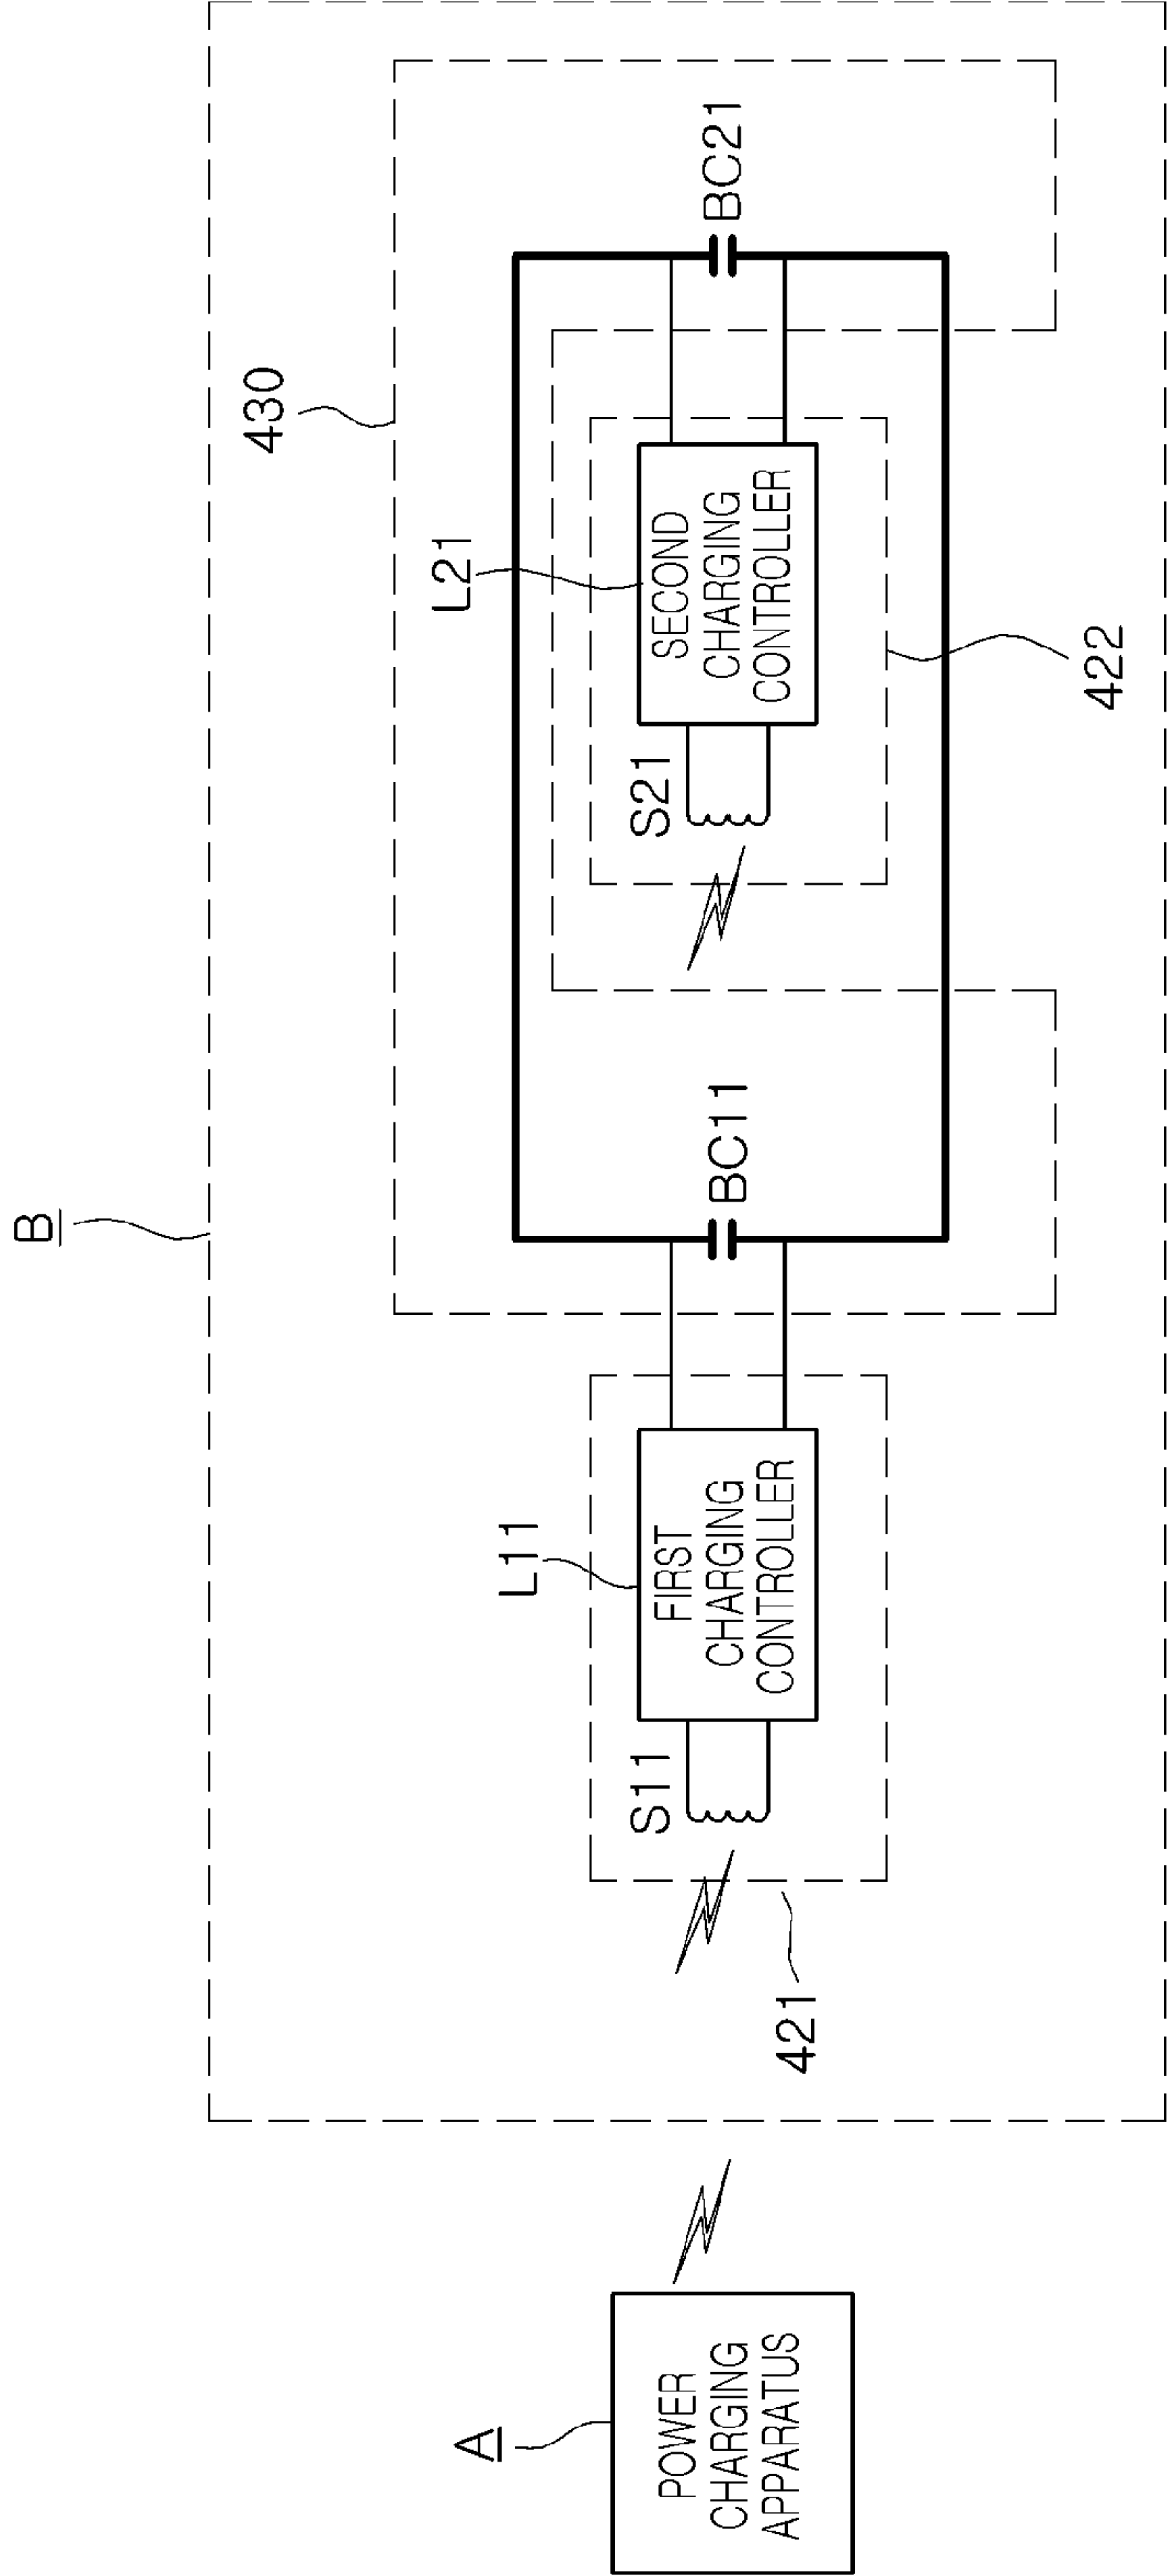 B
430
L21
BC21
S21
SECOND
CHARGING
CONTROLLER
422
BC11
L11
S11
FIRST
CHARGING
CONTROLLER
421
A
POWER
CHARGING
APPARATUS